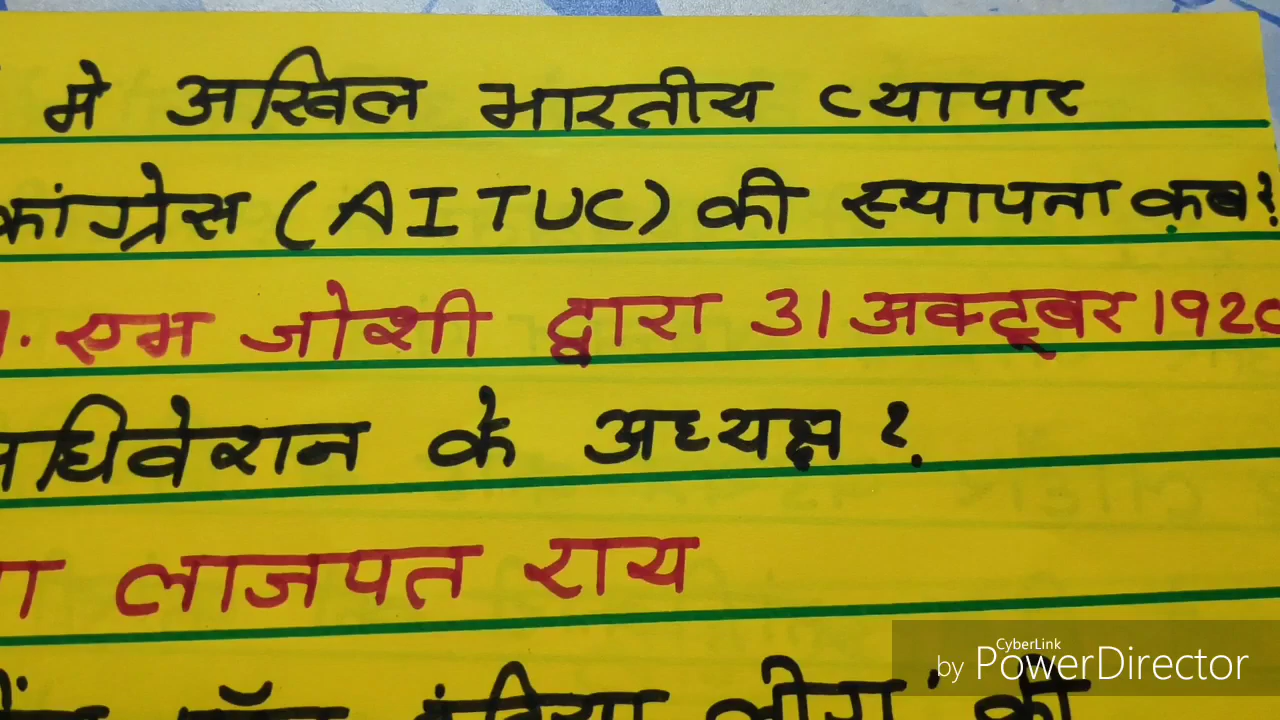 मे अखिल भारतीय व्यापार
कांग्रेस (AITUC) की स्थापना कब?
. एम जोशी द्वारा 31 अक्टूबर 1920
अधिवेशन के अध्यक्ष ?
लाजपत राय
CyberLink
by PowerDirector